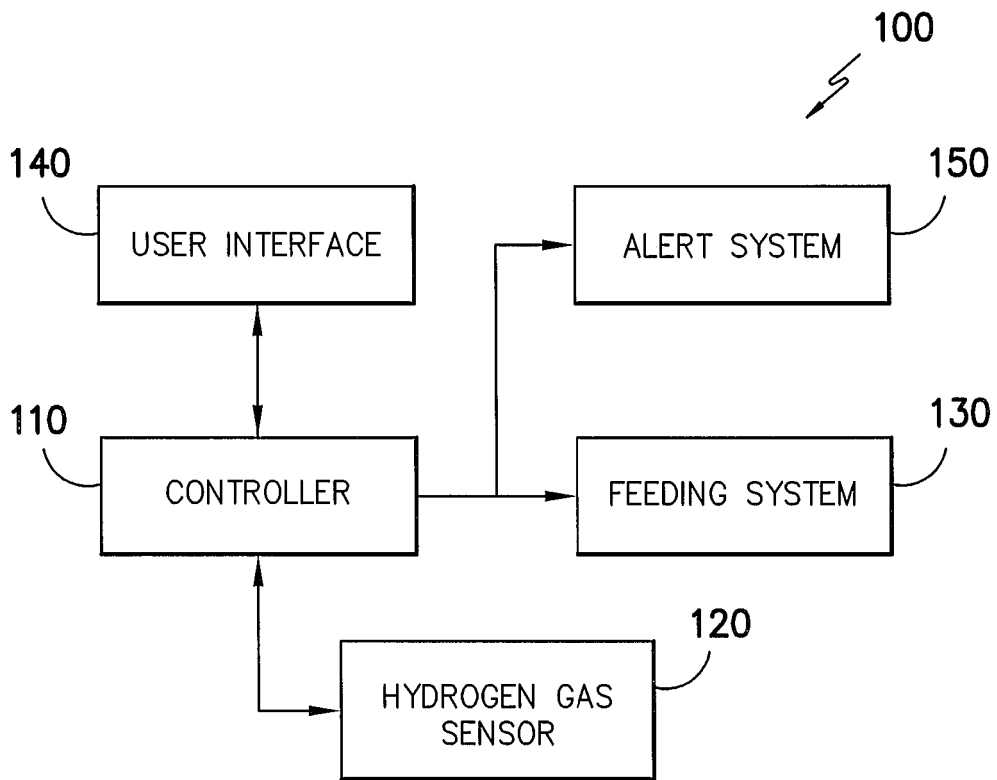 100
140
150
USER INTERFACE
ALERT SYSTEM
110
130
CONTROLLER
FEEDING SYSTEM
120
HYDROGEN GAS
SENSOR